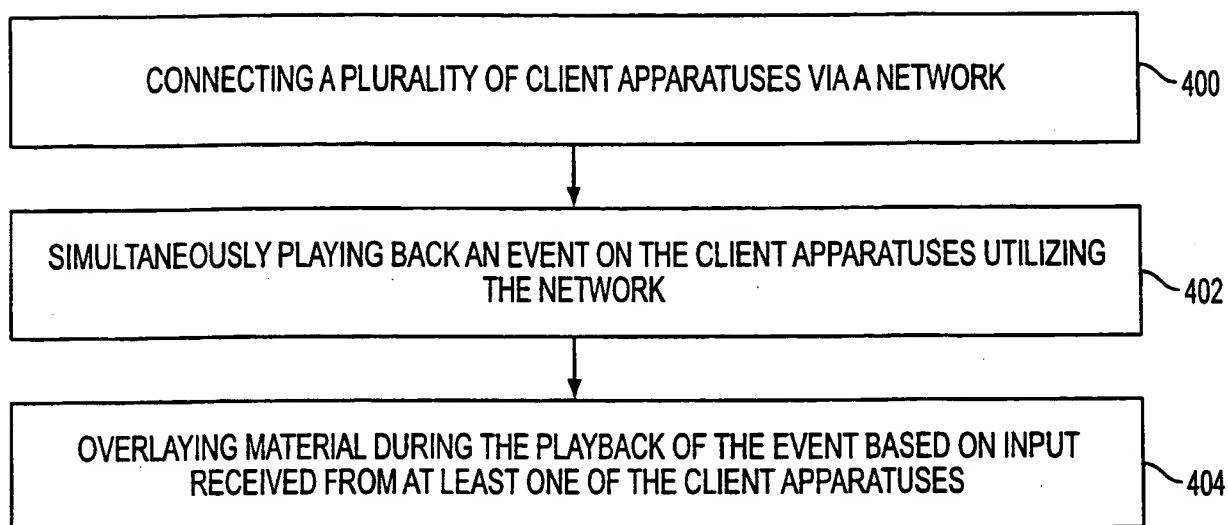 CONNECTING A PLURALITY OF CLIENT APPARATUSES VIA A NETWORK
400
SIMULTANEOUSLY PLAYING BACK AN EVENT ON THE CLIENT APPARATUSES UTILIZING
THE NETWORK
402
OVERLAYING MATERIAL DURING THE PLAYBACK OF THE EVENT BASED ON INPUT
RECEIVED FROM AT LEAST ONE OF THE CLIENT APPARATUSES
404